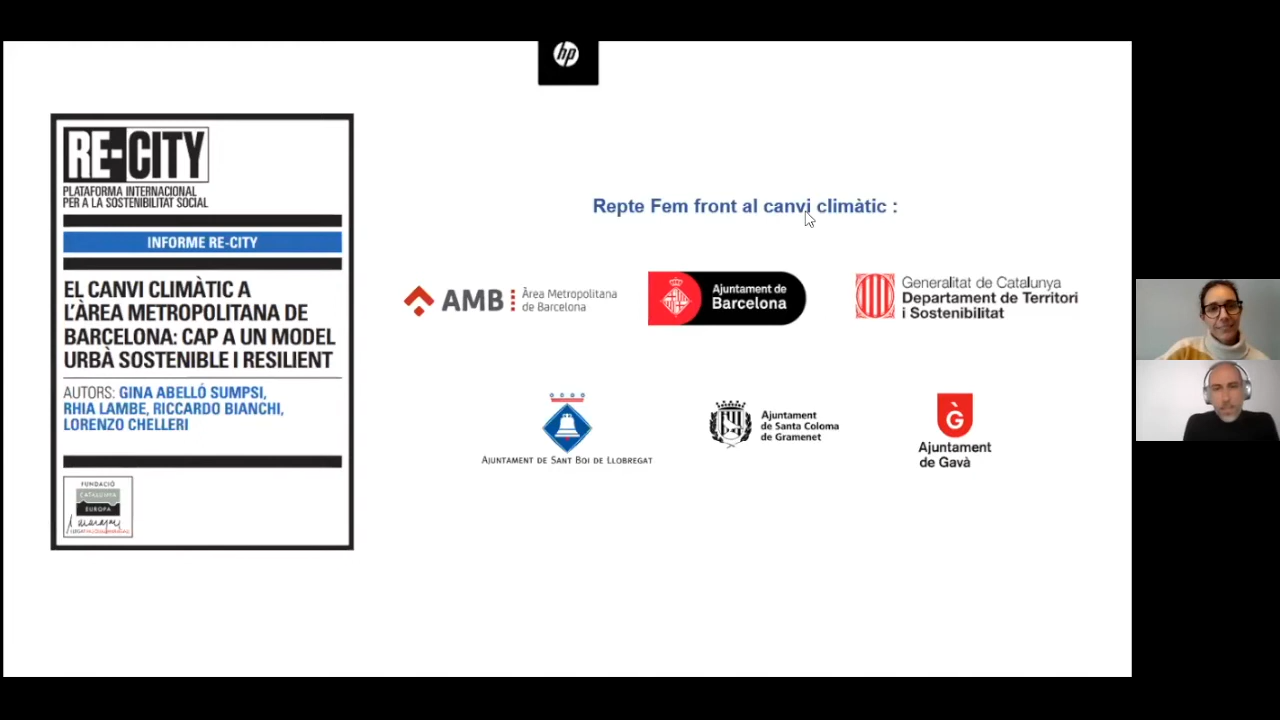 hp
RE-CITY
PLATAFORMA INTERNACIONAL
PER A LA SOSTENIBILITAT SOCIAL
INFORME RE-CITY
EL CANVI CLIMÀTIC A
L'ÀREA METROPOLITANA DE
BARCELONA: CAP A UN MODEL
URBÀ SOSTENIBLE I RESILIENT
AUTORS: GINA ABELLÓ SUMPSI,
RHIA LAMBE, RICCARDO BIANCHI,
LORENZO CHELLERI
FUNDACIÓ
CATALUNYA
EUROPA
Repte Fem front al canvi climàtic :
AMB
Àrea Metropolitana
de Barcelona
Ajuntament de
Barcelona
Generalitat de Catalunya
Departament de Territori
i Sostenibilitat
Ajuntament de Sant Boi de Llobregat
Ajuntament
de Santa Coloma
de Gramenet
Ġ
Ajuntament
de Gavà